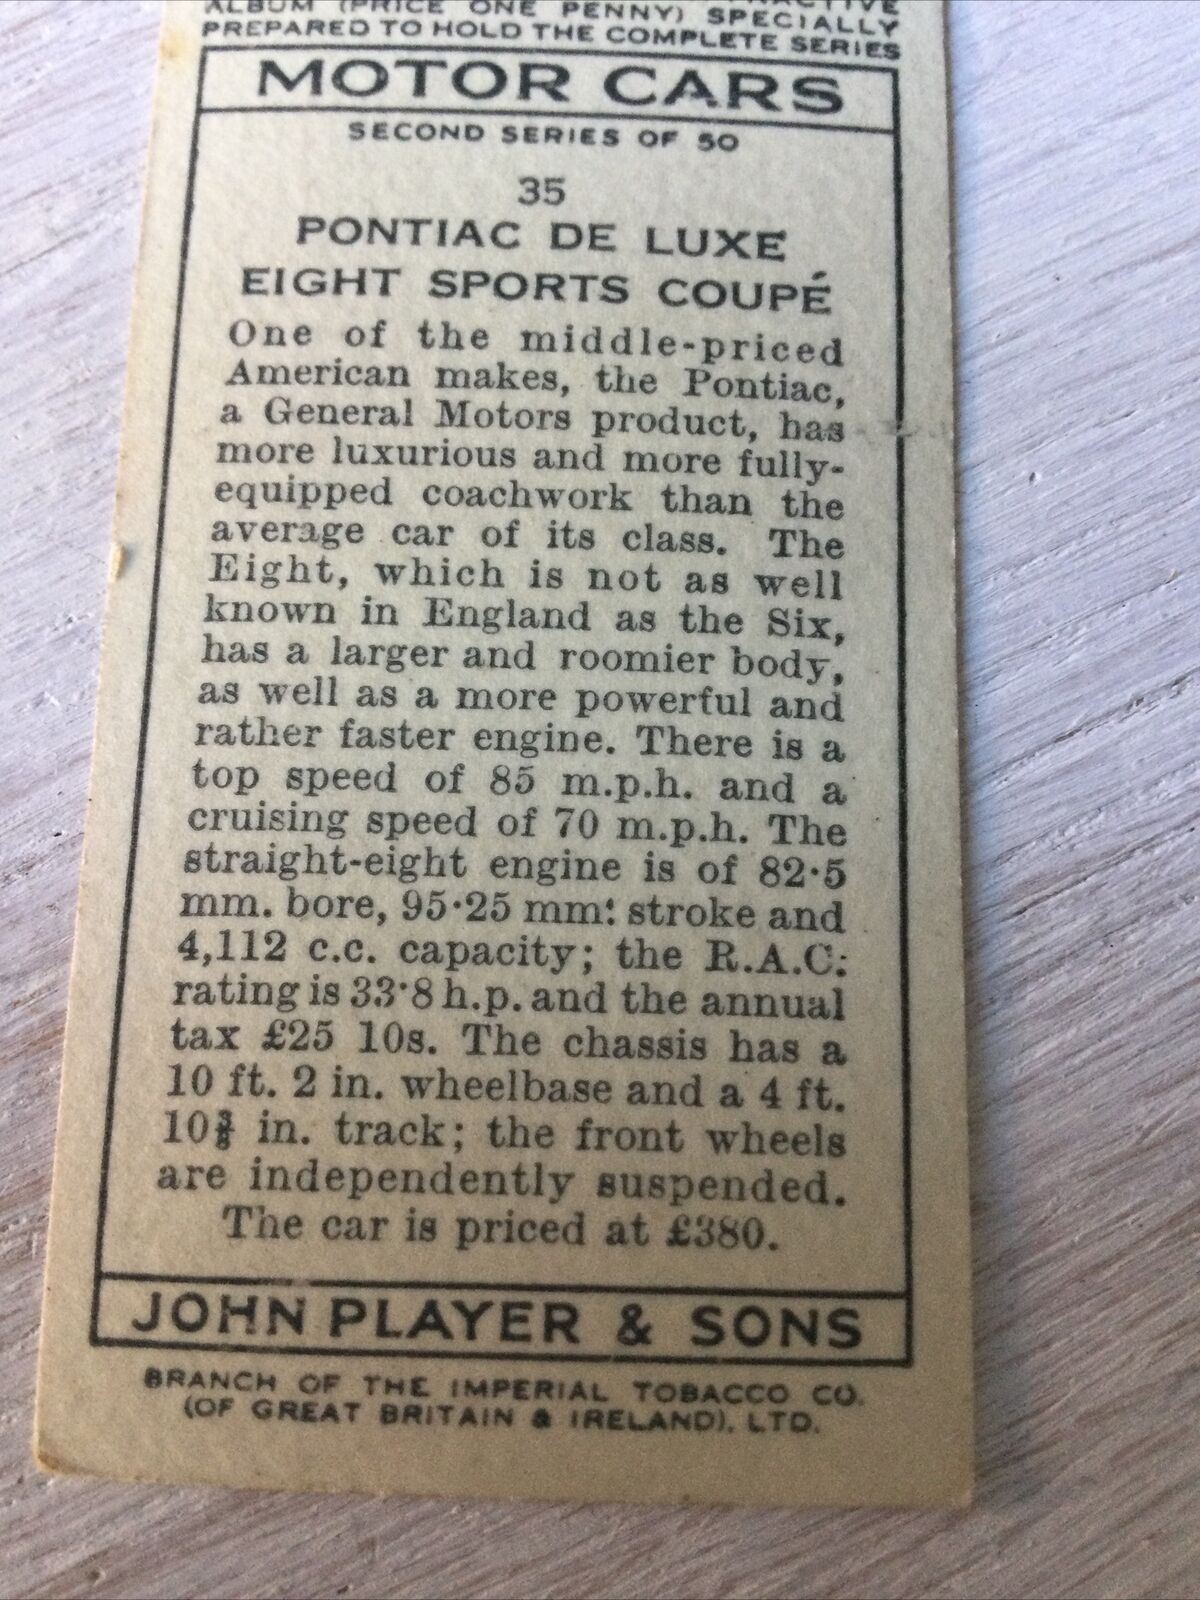 ALBUM (PRICE ONE PENNY) SPECIALLY
PREPARED TO HOLD THE COMPLETE SERIES
MOTOR CARS
SECOND SERIES OF 50
35
PONTIAC DE LUXE
EIGHT SPORTS COUPÉ
One of the middle-priced
American makes, the Pontiac,
a General Motors product, has
more luxurious and more fully-
equipped coachwork than the
average car of its class. The
Eight, which is not as well
known in England as the Six,
has a larger and roomier body,
as well as a more powerful and
rather faster engine. There is a
top speed of 85 m.p.h. and a
cruising speed of 70 m.p.h. The
straight-eight engine is of 82·5
mm. bore, 95·25 mm. stroke and
4,112 c.c. capacity; the R.A.C.
rating is 33·8 h.p. and the annual
tax £25 10s. The chassis has a
10 ft. 2 in. wheelbase and a 4 ft.
10⅜ in. track; the front wheels
are independently suspended.
The car is priced at £380.
JOHN PLAYER & SONS
BRANCH OF THE IMPERIAL TOBACCO CO.
(OF GREAT BRITAIN & IRELAND), LTD.